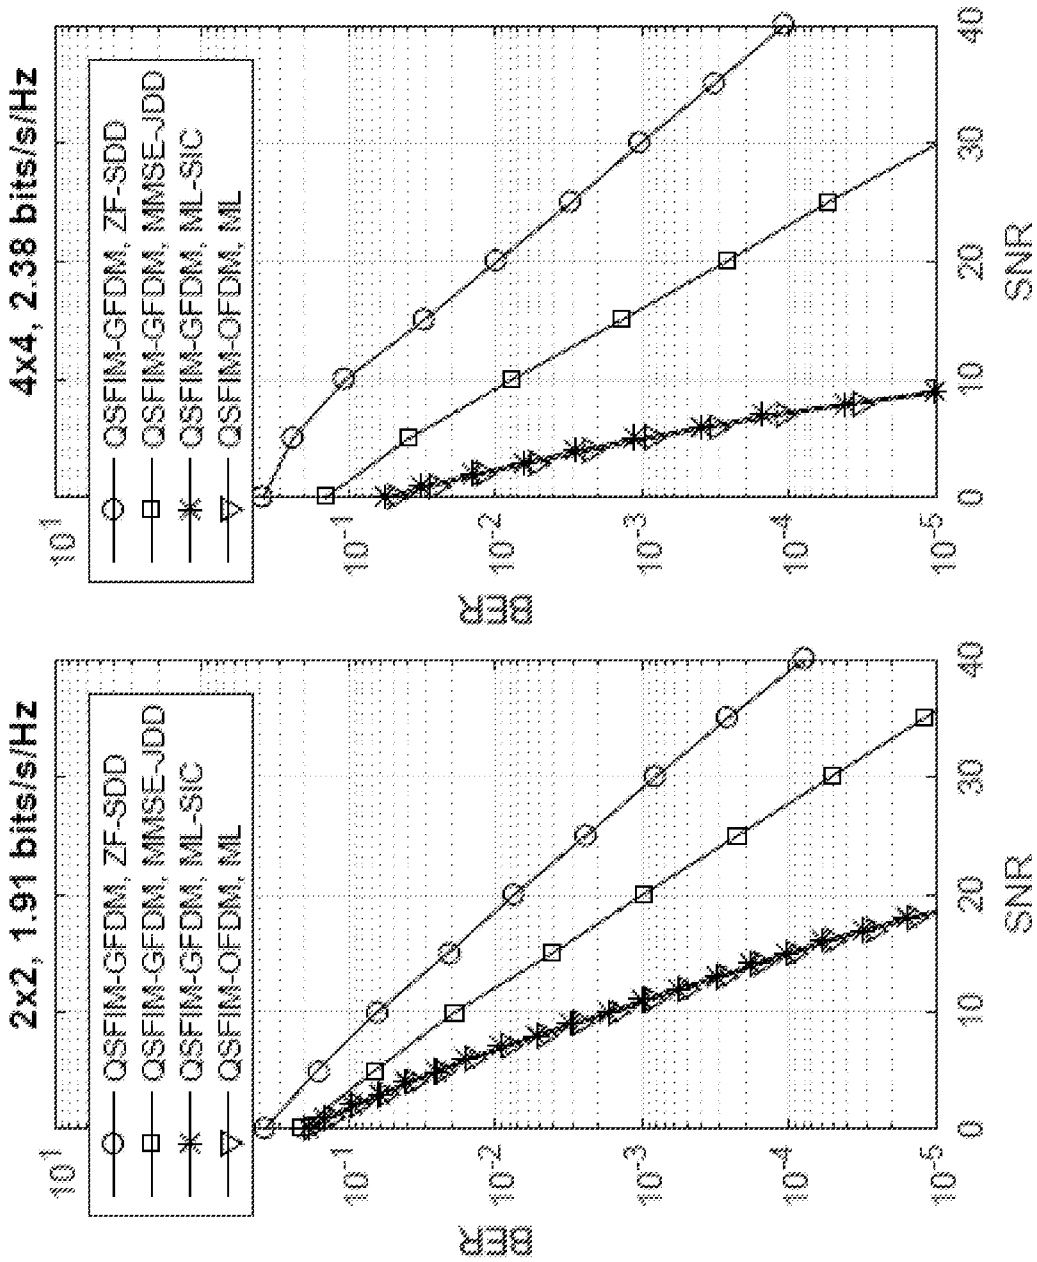 2x2, 1.91 bits/s/Hz
10^1
QSFIM-GFDM, ZF-SDD
QSFIM-GFDM, MMSE-JDD
QSFIM-GFDM, ML-SIC
QSFIM-OFDM, ML
10^-1
10^-2
10^-3
10^-4
10^-5
BER
0
10
20
30
40
SNR
4x4, 2.38 bits/s/Hz
10^1
QSFIM-GFDM, ZF-SDD
QSFIM-GFDM, MMSE-JDD
QSFIM-GFDM, ML-SIC
QSFIM-OFDM, ML
10^-1
10^-2
10^-3
10^-4
10^-5
BER
0
10
20
30
40
SNR